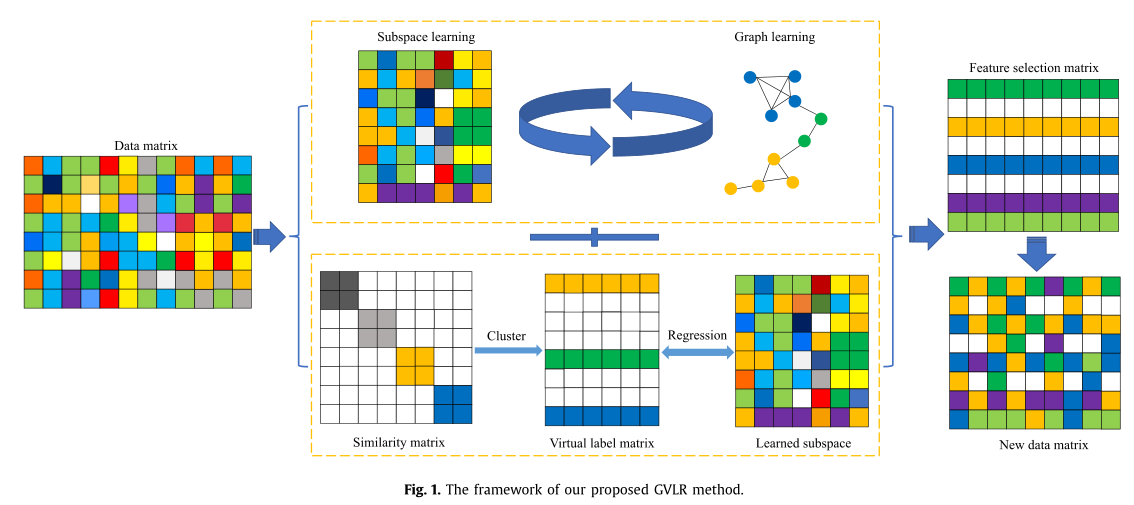 Subspace learning
Graph learning
Feature selection matrix
Data matrix
Cluster
Regression
Similarity matrix
Virtual label matrix
Learned subspace
New data matrix
Fig. 1. The framework of our proposed GVLR method.